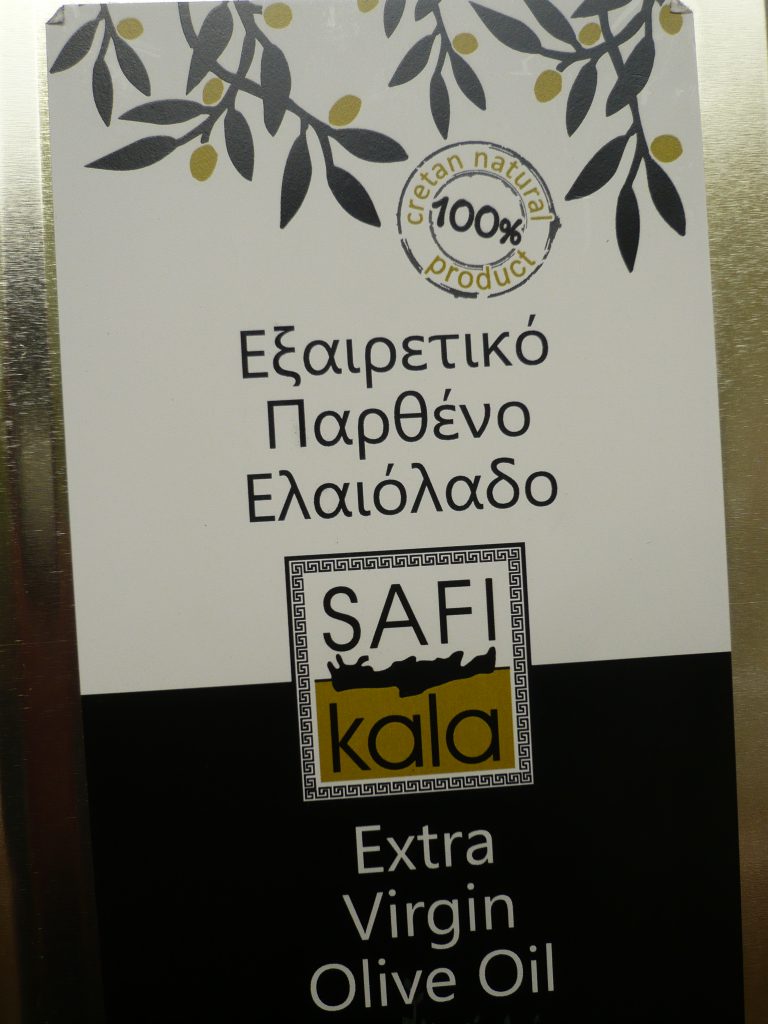 cretan natural
100%
product
Εξαιρετικό
Παρθένο
Ελαιόλαδο
SAFI
kala
Extra
Virgin
Olive Oil